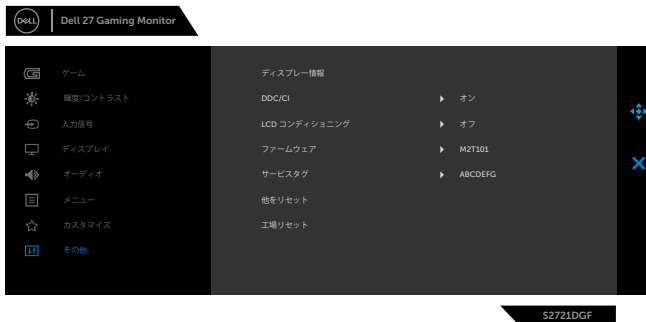 DELL
Dell 27 Gaming Monitor
ゲーム
ディスプレー情報
輝度/コントラスト
DDC/CI
オン
入力信号
LCD コンディショニング
オフ
ディスプレイ
ファームウェア
M2T101
オーディオ
サービスタグ
ABCDEFG
メニュー
他をリセット
カスタマイズ
工場リセット
その他
S2721DGF